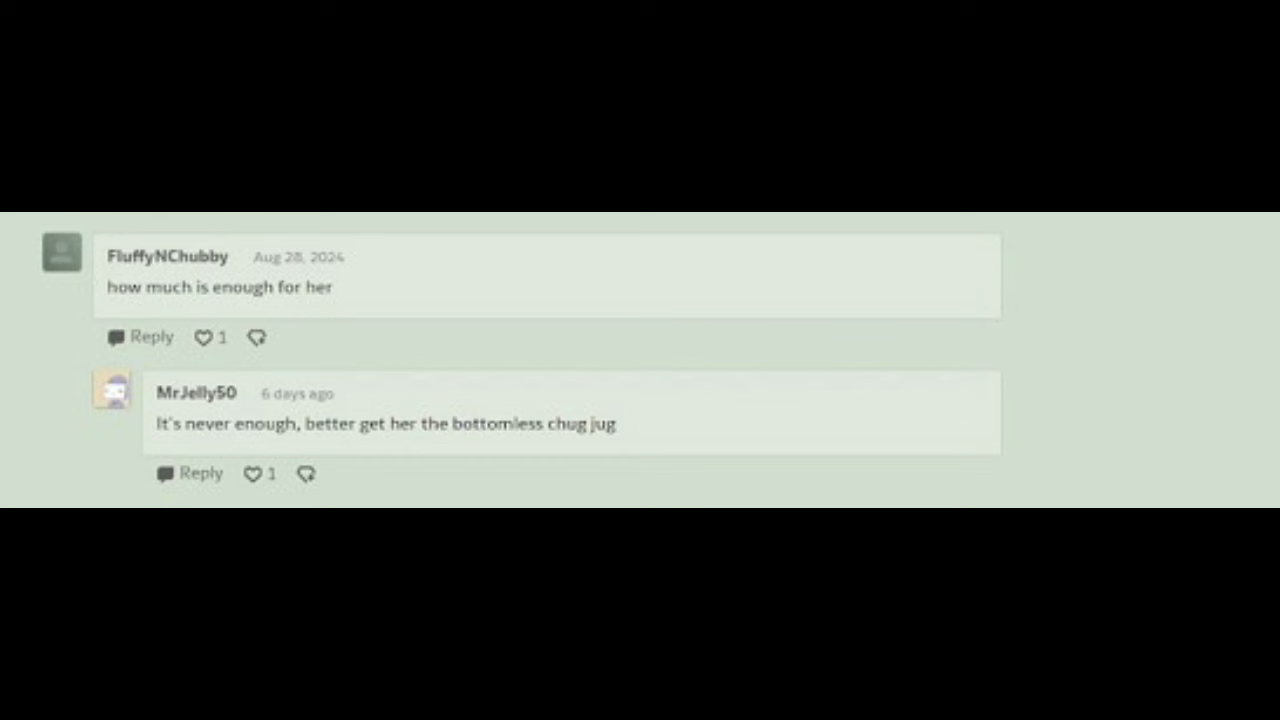 FluffyNChubby Aug 28, 2024
how much is enough for her
Reply 1
MrJelly50 6 days ago
It's never enough, better get her the bottomless chug jug
Reply 1